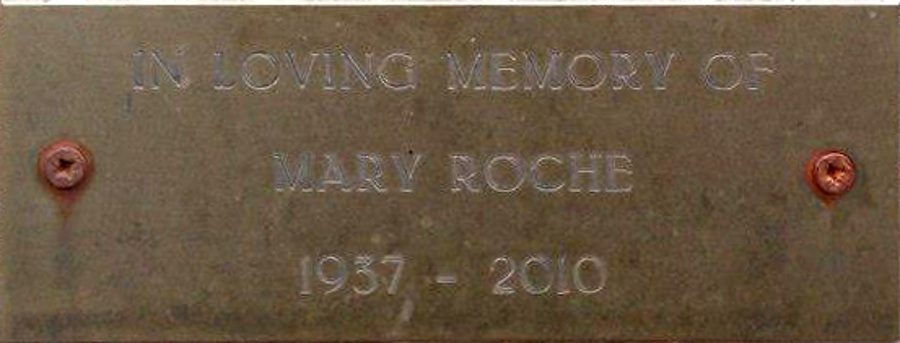 IN LOVING MEMORY OF
MARY ROCHE
1937 - 2010